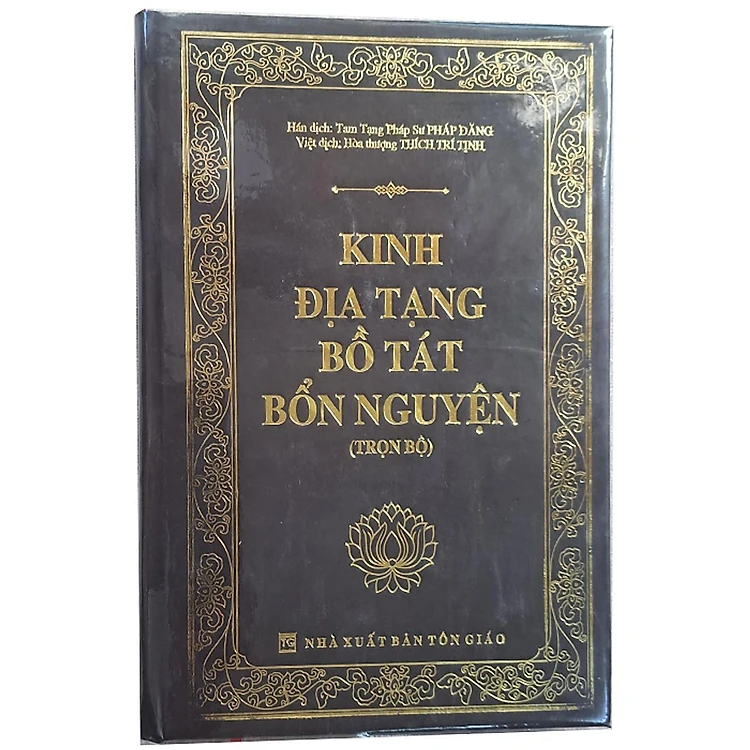 Hán dịch: Tam Tạng Pháp Sư PHÁP ĐĂNG
Việt dịch: Hòa thượng THÍCH TRÍ TỊNH
KINH
ĐỊA TẠNG
BỒ TÁT
BỔN NGUYỆN
(TRỌN BỘ)
TG NHÀ XUẤT BẢN TÔN GIÁO